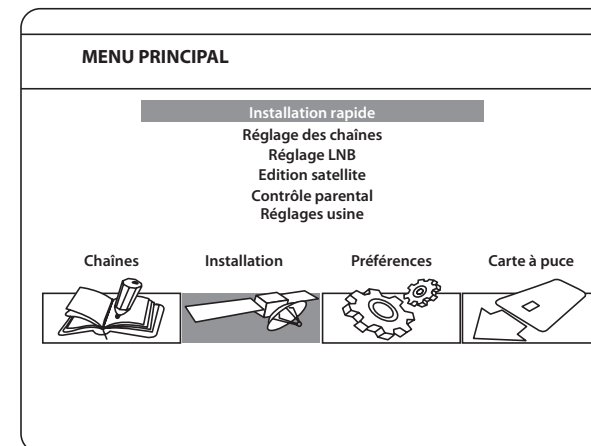 MENU PRINCIPAL
Installation rapide
Réglage des chaînes
Réglage LNB
Edition satellite
Contrôle parental
Réglages usine
Chaînes Installation Préférences Carte à puce